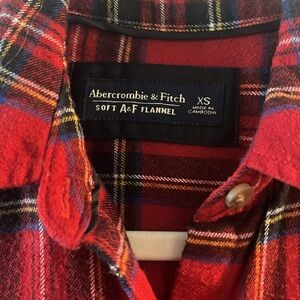 Abercrombie & Fitch
SOFT A&F FLANNEL
XS
MADE IN
CAMBODIA